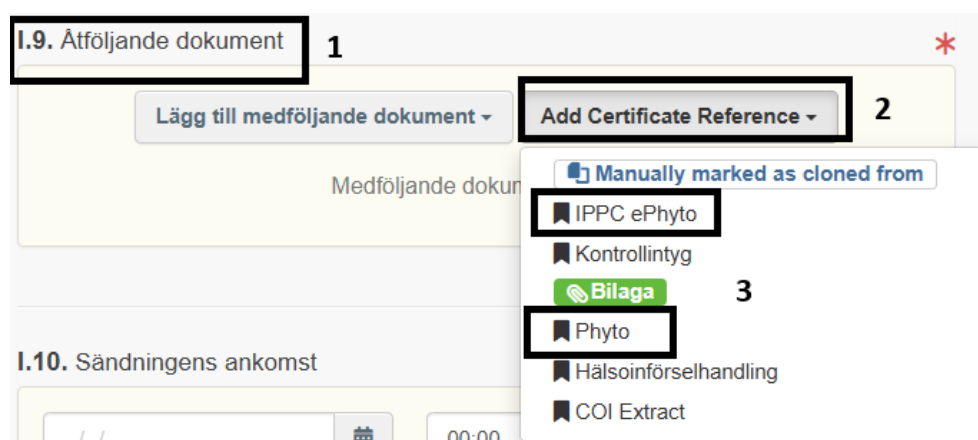 I.9. Åtföljande dokument 1
*
Lägg till medföljande dokument Add Certificate Reference 2
Manually marked as cloned from
Medföljande dokum
IPPC ePhyto
Kontrollintyg
Bilaga 3
Phyto
I.10. Sändningens ankomst
Hälsoinförselhandling
COI Extract
/ / 00:00